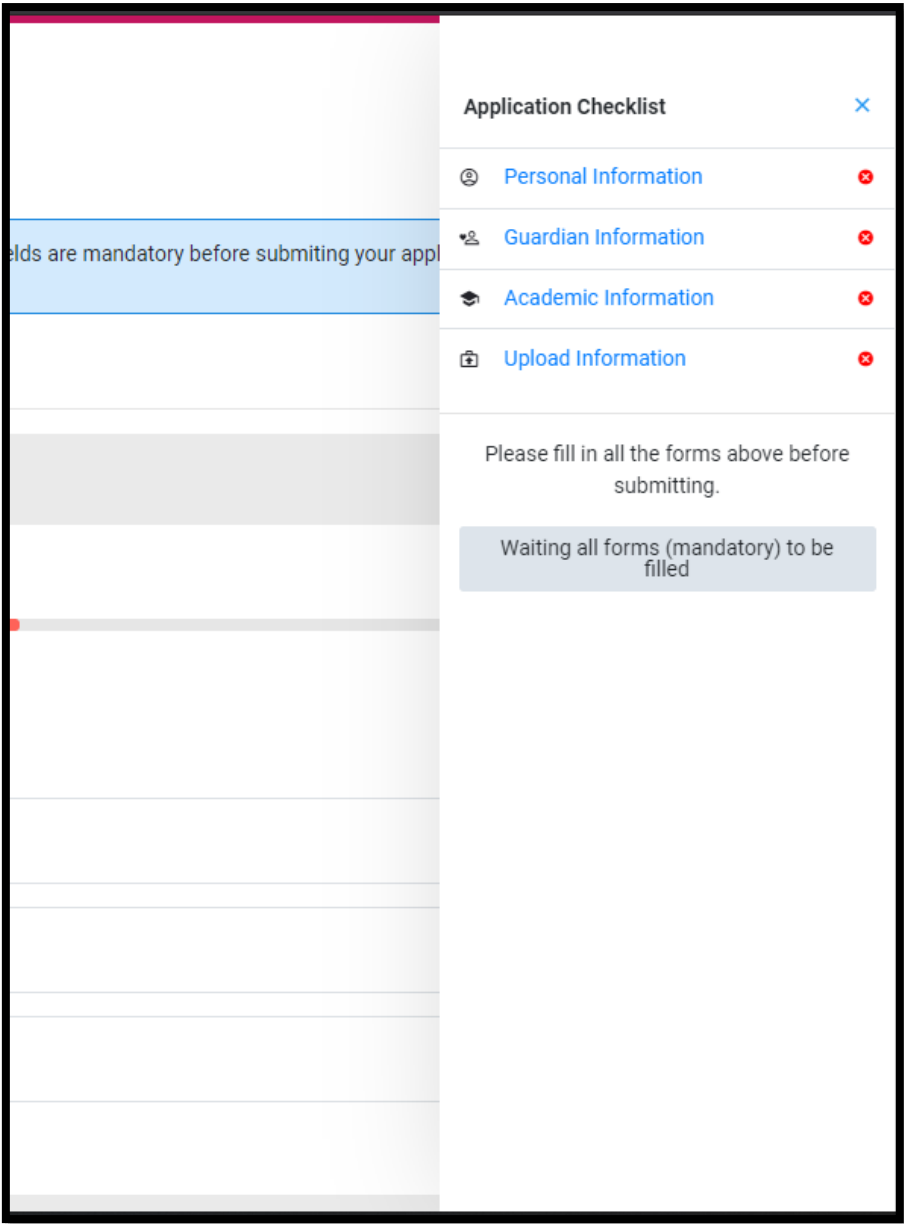 Application Checklist
Personal Information
elds are mandatory before submiting your appl
Guardian Information
Academic Information
Upload Information
Please fill in all the forms above before
submitting.
Waiting all forms (mandatory) to be
filled